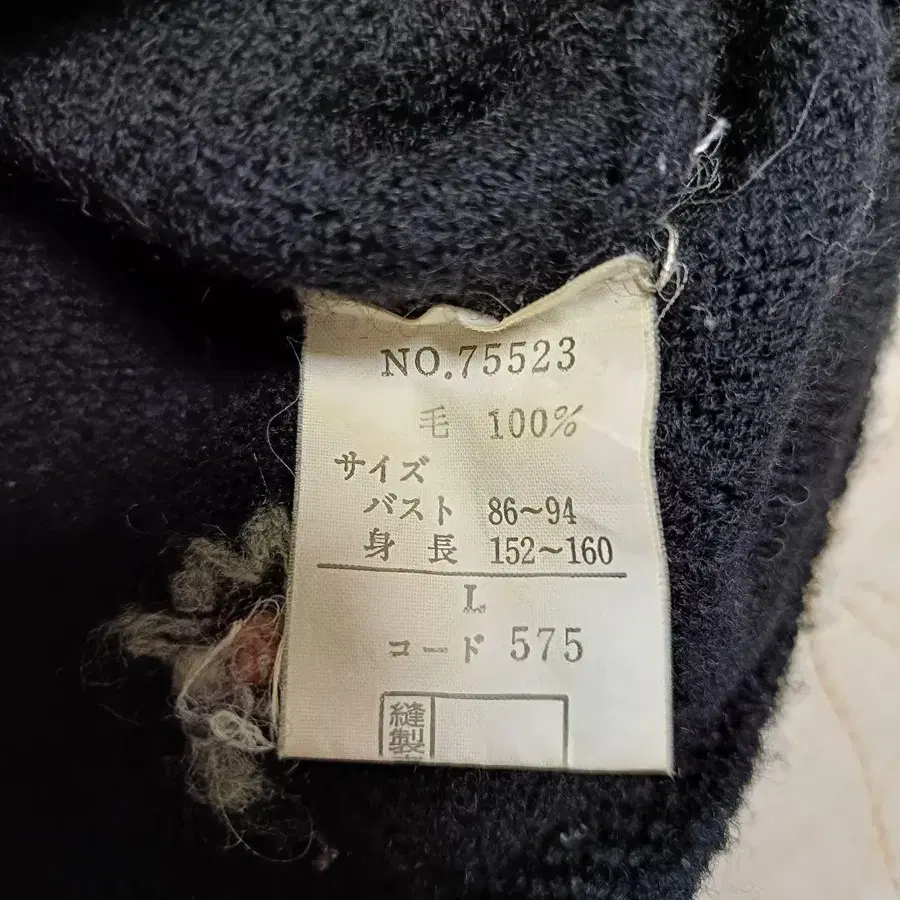 NO.75523
毛 100%
サイズ
バスト 86～94
身長 152～160
L
コード 575
縫製